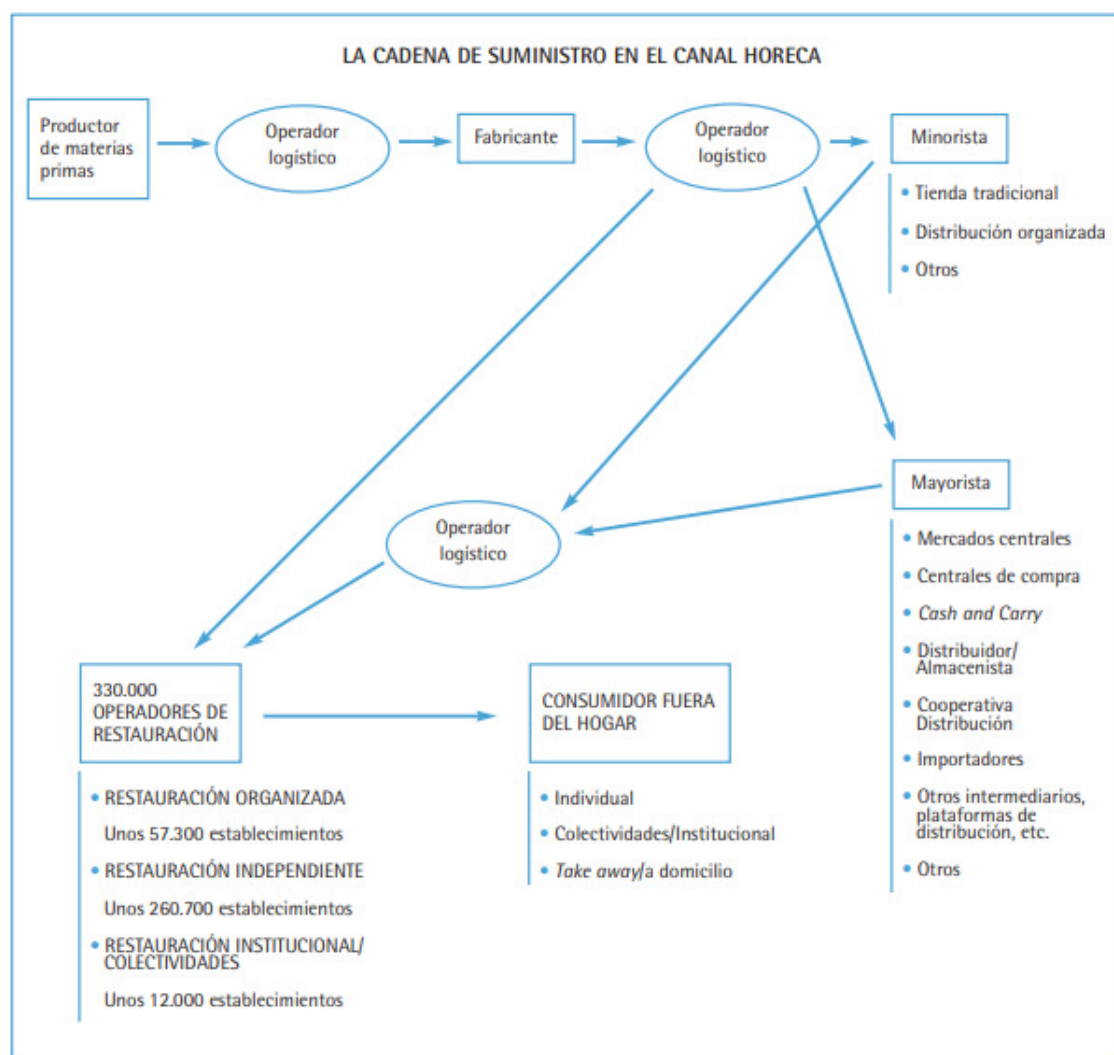 LA CADENA DE SUMINISTRO EN EL CANAL HORECA
Productor
de materias
primas
Operador
logístico
Fabricante
Operador
logístico
Minorista
• Tienda tradicional
• Distribución organizada
• Otros
Operador
logístico
Mayorista
• Mercados centrales
• Centrales de compra
• Cash and Carry
• Distribuidor/
Almacenista
• Cooperativa
Distribución
• Importadores
• Otros intermediarios,
plataformas de
distribución, etc.
• Otros
330.000
OPERADORES DE
RESTAURACIÓN
• RESTAURACIÓN ORGANIZADA
Unos 57.300 establecimientos
• RESTAURACIÓN INDEPENDIENTE
Unos 260.700 establecimientos
• RESTAURACIÓN INSTITUCIONAL/
COLECTIVIDADES
Unos 12.000 establecimientos
CONSUMIDOR FUERA
DEL HOGAR
• Individual
• Colectividades/Institucional
• Take away/a domicilio